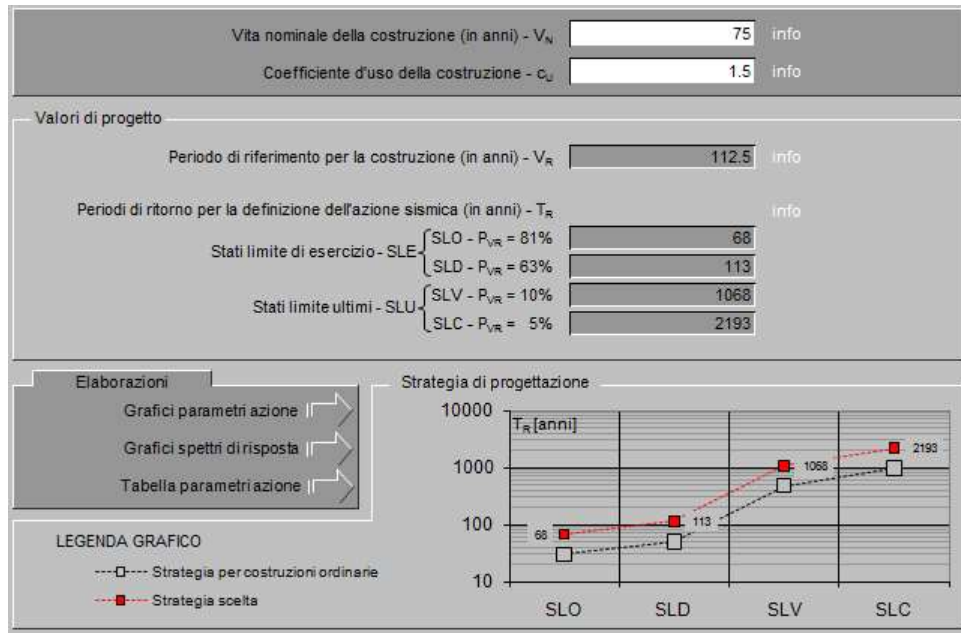 Vita nominale della costruzione (in anni) - VN 75 info
Coefficiente d'uso della costruzione - cU 1.5 info
Valori di progetto
Periodo di riferimento per la costruzione (in anni) - VR 112.5 info
Periodi di ritorno per la definizione dell'azione sismica (in anni) - TR info
Stati limite di esercizio - SLE
SLO - PVR = 81% 68
SLD - PVR = 63% 113
Stati limite ultimi - SLU
SLV - PVR = 10% 1068
SLC - PVR = 5% 2193
Elaborazioni
Grafici parametri azione
Grafici spettri di risposta
Tabella parametri azione
Strategia di progettazione
10000
TR [anni]
1000
100
10
68
113
1068
2193
SLO SLD SLV SLC
LEGENDA GRAFICO
Strategia per costruzioni ordinarie
Strategia scelta